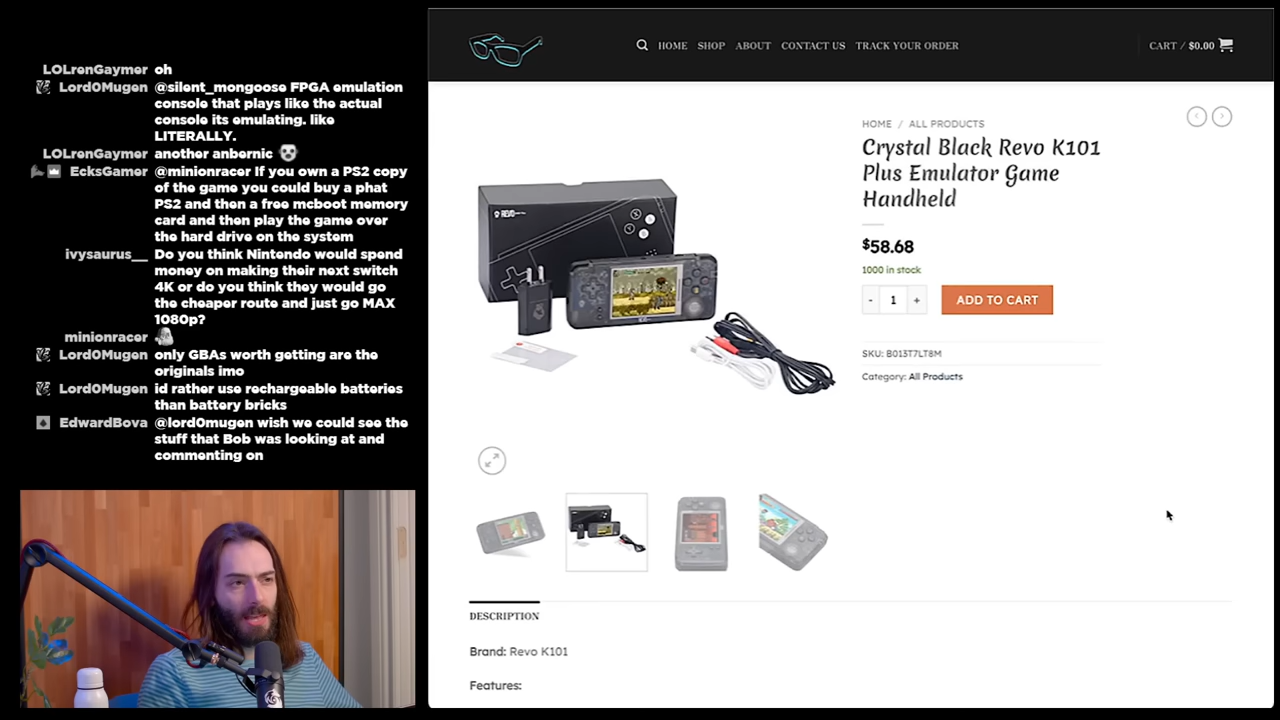 LOLrenGaymer oh
LordOMugen @silent_mongoose FPGA emulation
console that plays like the actual
console its emulating. like
LITERALLY.
LOLrenGaymer another anbernic
EcksGamer @minionracer If you own a PS2 copy
of the game you could buy a phat
PS2 and then a free mcboot memory
card and then play the game over
the hard drive on the system
ivysaurus__ Do you think Nintendo would spend
money on making their next switch
4K or do you think they would go
the cheaper route and just go MAX
1080p?
minionracer
LordOMugen only GBAs worth getting are the
originals imo
LordOMugen id rather use rechargeable batteries
than battery bricks
EdwardBova @lord0mugen wish we could see the
stuff that Bob was looking at and
commenting on
HOME SHOP ABOUT CONTACT US TRACK YOUR ORDER
CART / $0.00
HOME / ALL PRODUCTS
Crystal Black Revo K101
Plus Emulator Game
Handheld
$58.68
1000 in stock
- 1 + ADD TO CART
SKU: B013T7LT8M
Category: All Products
REVO
DESCRIPTION
Brand: Revo K101
Features: